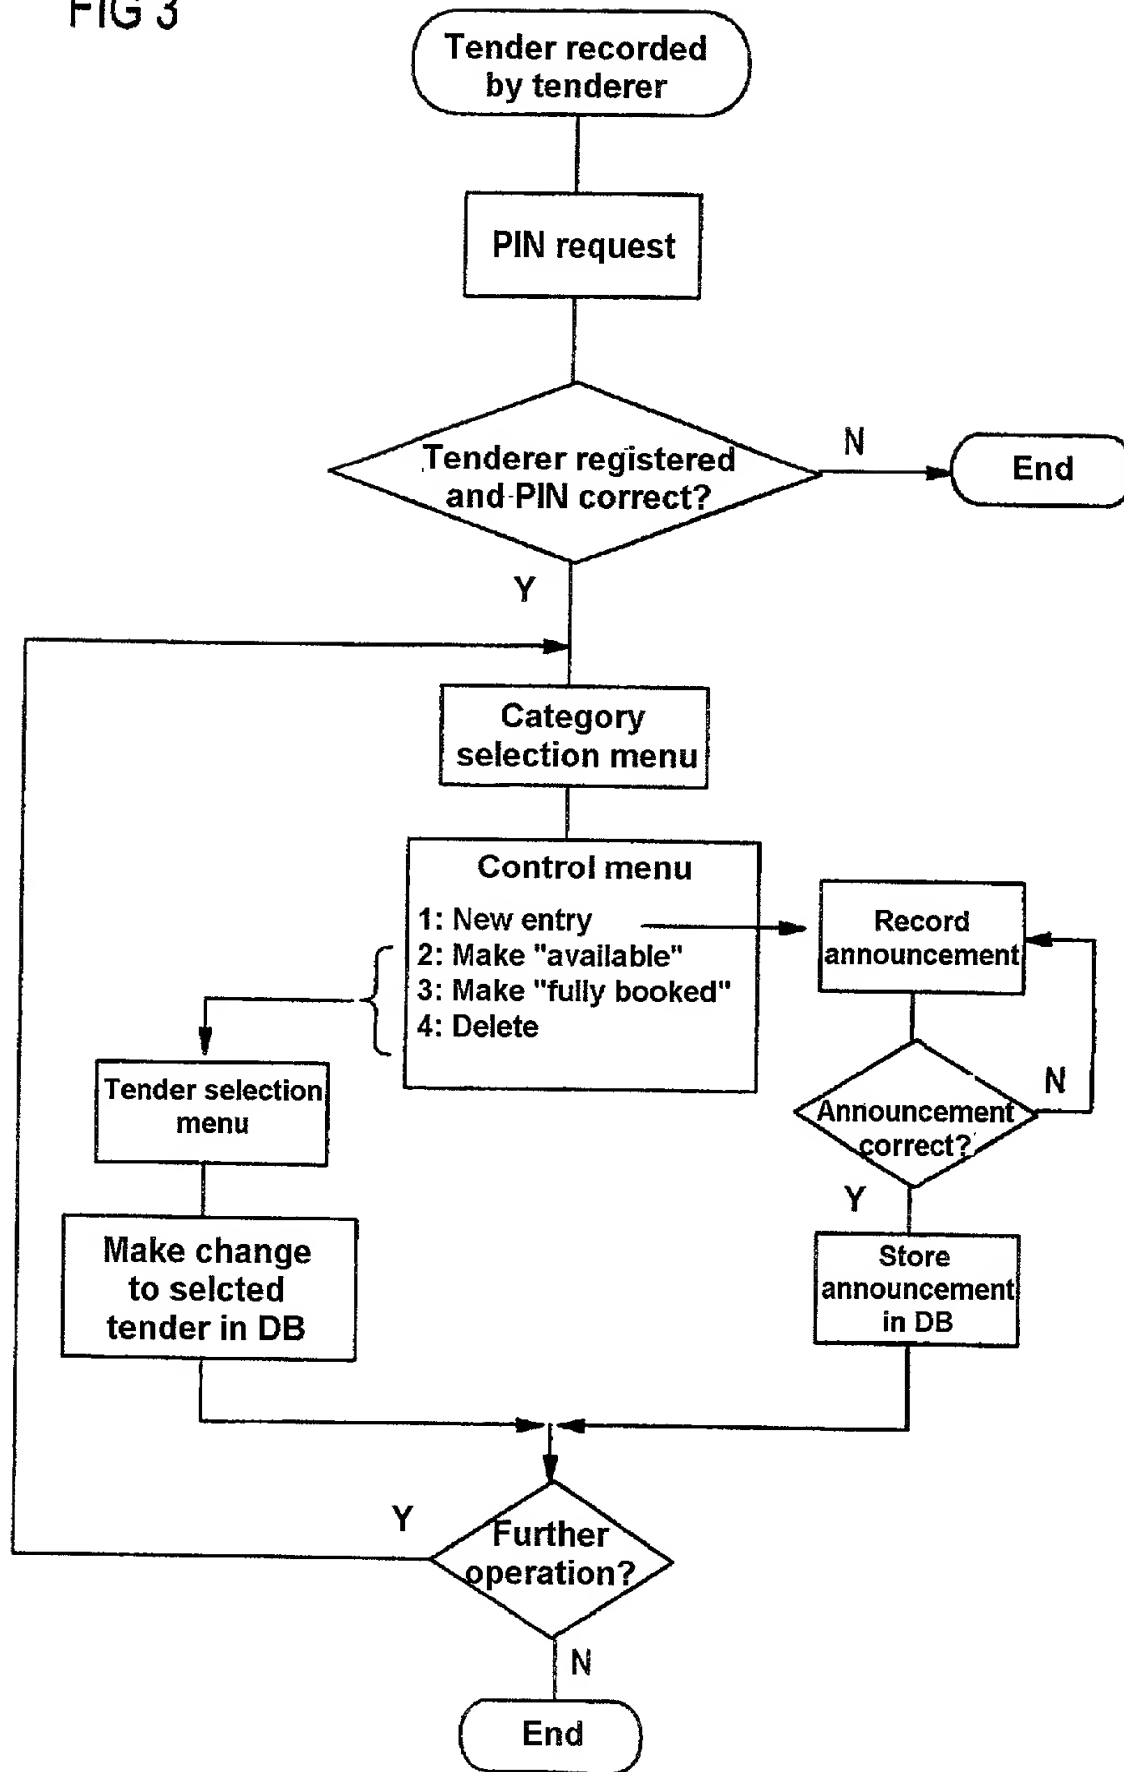 FIG 3
Tender recorded
by tenderer
PIN request
Tenderer registered
and PIN correct?
N
End
Y
Category
selection menu
Control menu
1: New entry
2: Make "available"
3: Make "fully booked"
4: Delete
Record
announcement
Tender selection
menu
N
Announcement
correct?
Y
Make change
to selcted
tender in DB
Store
announcement
in DB
Y
Further
operation?
N
End